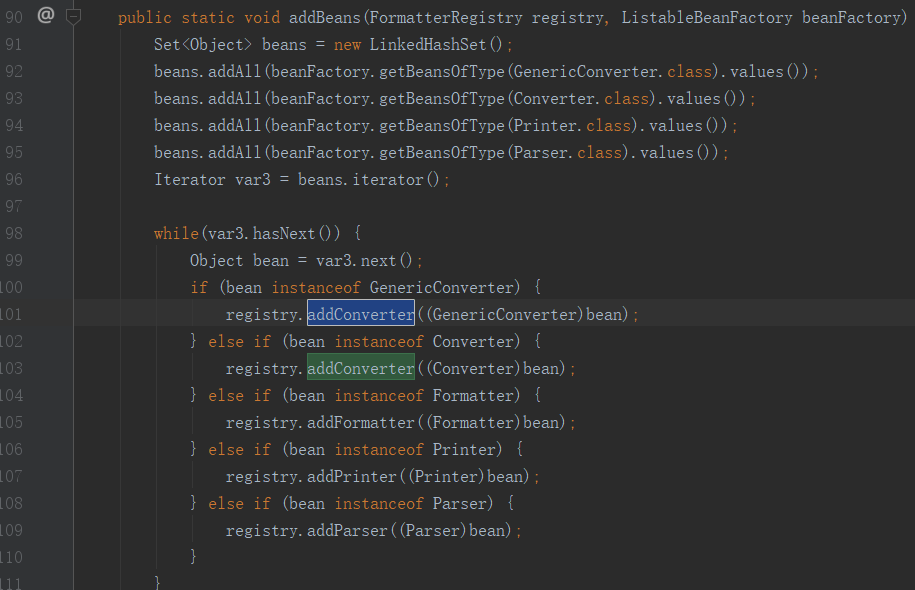 90 @ public static void addBeans(FormatterRegistry registry, ListableBeanFactory beanFactory)
91 Set<Object> beans = new LinkedHashSet();
92 beans.addAll(beanFactory.getBeansOfType(GenericConverter.class).values());
93 beans.addAll(beanFactory.getBeansOfType(Converter.class).values());
94 beans.addAll(beanFactory.getBeansOfType(Printer.class).values());
95 beans.addAll(beanFactory.getBeansOfType(Parser.class).values());
96 Iterator var3 = beans.iterator();
97
98 while(var3.hasNext()) {
99 Object bean = var3.next();
100 if (bean instanceof GenericConverter) {
101 registry.addConverter((GenericConverter)bean);
102 } else if (bean instanceof Converter) {
103 registry.addConverter((Converter)bean);
104 } else if (bean instanceof Formatter) {
105 registry.addFormatter((Formatter)bean);
106 } else if (bean instanceof Printer) {
107 registry.addPrinter((Printer)bean);
108 } else if (bean instanceof Parser) {
109 registry.addParser((Parser)bean);
110 }
111 }